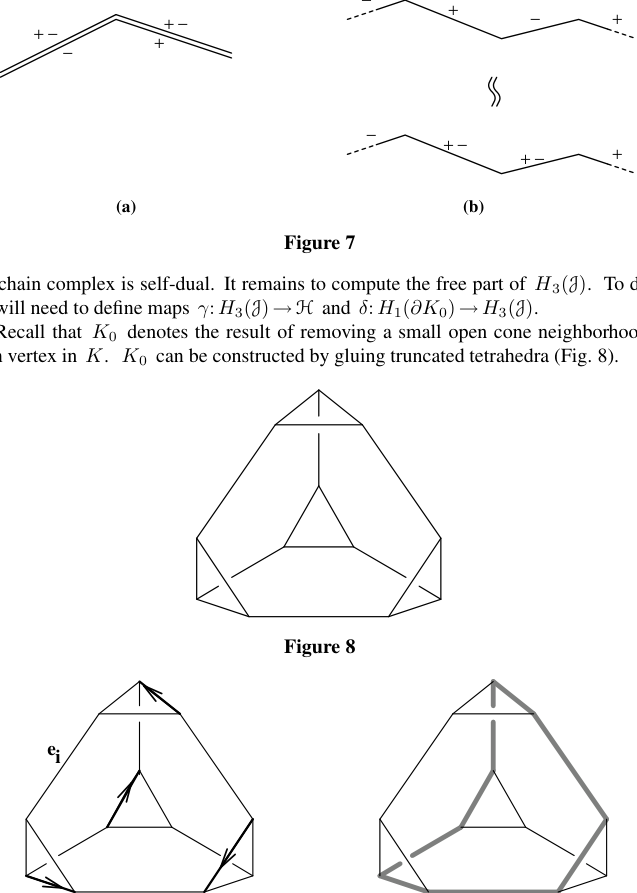 + −
+ −
−
+
−
+
−
+
−
+ −
+ −
+
(a)
(b)
Figure 7
chain complex is self-dual. It remains to compute the free part of H₃(𝒥). To d
will need to define maps γ: H₃(𝒥) → ℋ and δ: H₁(∂K₀) → H₃(𝒥).
Recall that K₀ denotes the result of removing a small open cone neighborhoo
vertex in K. K₀ can be constructed by gluing truncated tetrahedra (Fig. 8).
Figure 8
eᵢ